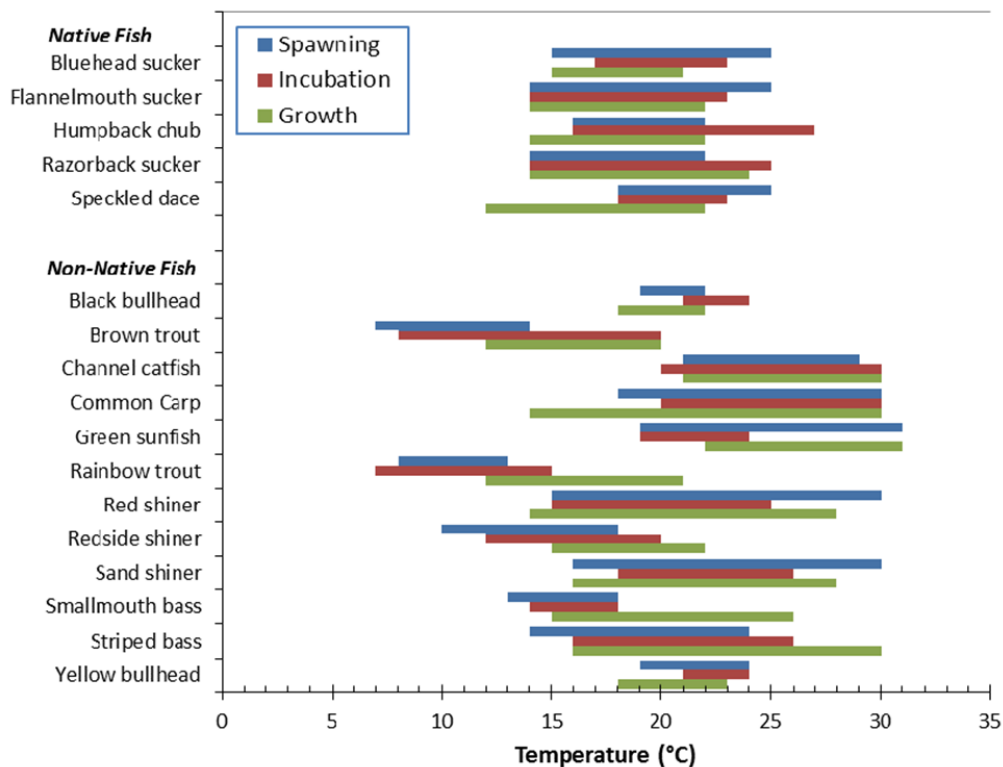 Native Fish
Bluehead sucker
Flannelmouth sucker
Humpback chub
Razorback sucker
Speckled dace
Non-Native Fish
Black bullhead
Brown trout
Channel catfish
Common Carp
Green sunfish
Rainbow trout
Red shiner
Redside shiner
Sand shiner
Smallmouth bass
Striped bass
Yellow bullhead
Spawning
Incubation
Growth
0 5 10 15 20 25 30 35
Temperature (°C)